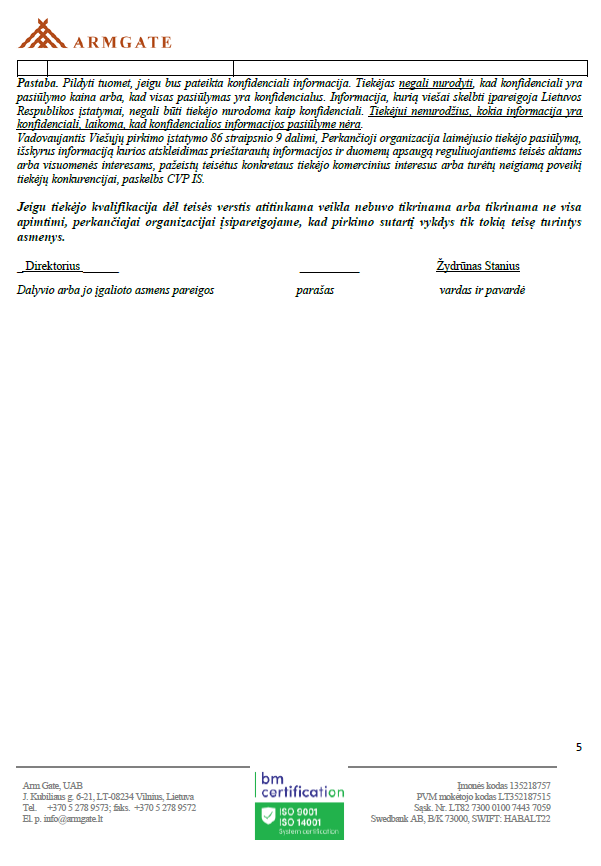 ARMGATE
Pastaba. Pildyti tuomet, jeigu bus pateikta konfidenciali informacija. Tiekėjas negali nurodyti, kad konfidenciali yra
pasiūlymo kaina arba, kad visas pasiūlymas yra konfidencialus. Informacija, kurią viešai skelbti įpareigoja Lietuvos
Respublikos įstatymai, negali būti tiekėjo nurodoma kaip konfidenciali. Tiekėjui nenurodžius, kokia informacija yra
konfidenciali, laikoma, kad konfidencialios informacijos pasiūlyme nėra.
Vadovaujantis Viešųjų pirkimo įstatymo 86 straipsnio 9 dalimi, Perkančioji organizacija laimėjusio tiekėjo pasiūlymą,
išskyrus informaciją kurios atskleidimas prieštarautų informacijos ir duomenų apsaugą reguliuojantiems teisės aktams
arba visuomenės interesams, pažeistų teisėtus konkretaus tiekėjo komercinius interesus arba turėtų neigiamą poveikį
tiekėjų konkurencijai, paskelbs CVP IS.
Jeigu tiekėjo kvalifikacija dėl teisės verstis atitinkama veikla nebuvo tikrinama arba tikrinama ne visa
apimtimi, perkančiajai organizacijai įsipareigojame, kad pirkimo sutartį vykdys tik tokią teisę turintys
asmenys.
_ Direktorius ______ __________ Žydrūnas Stanius
Dalyvio arba jo įgalioto asmens pareigos parašas vardas ir pavardė
5
Arm Gate, UAB
J. Kubiliaus g. 6-21, LT-08234 Vilnius, Lietuva
Tel. +370 5 278 9573; faks. +370 5 278 9572
El. p. info@armgate.lt
bm
certification
ISO 9001
ISO 14001
System certification
Įmonės kodas 135218757
PVM mokėtojo kodas LT352187515
Sąsk. Nr. LT82 7300 0100 7443 7059
Swedbank AB, B/K 73000, SWIFT: HABALT22